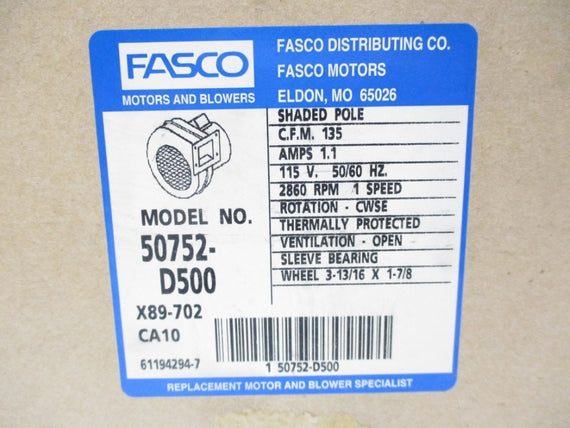 FASCO
MOTORS AND BLOWERS
FASCO DISTRIBUTING CO.
FASCO MOTORS
ELDON, MO 65026
MODEL NO.
50752-
D500
X89-702
CA10
61194294-7
SHADED POLE
C.F.M. 135
AMPS 1.1
115 V. 50/60 HZ.
2860 RPM 1 SPEED
ROTATION - CWSE
THERMALLY PROTECTED
VENTILATION - OPEN
SLEEVE BEARING
WHEEL 3-13/16 X 1-7/8
1 50752-D500
REPLACEMENT MOTOR AND BLOWER SPECIALIST